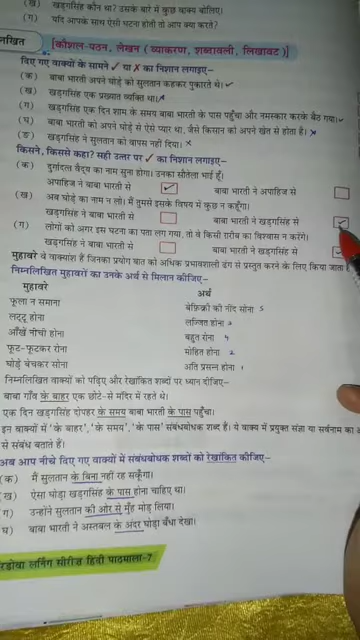 (ख) खड्गसिंह कौन था? उसके बारे में कुछ वाक्य बोलिए।
(ग) यदि आपके साथ ऐसी घटना होती तो आप क्या करते?
लिखित [कौशल-पठन, लेखन (व्याकरण, शब्दावली, लिखावट)]
दिए गए वाक्यों के सामने ✓ या ✗ का निशान लगाइए–
(क) बाबा भारती अपने घोड़े को सुलतान कहकर पुकारते थे। ✓
(ख) खड्गसिंह एक प्रख्यात व्यक्ति था। ✗
(ग) खड्गसिंह एक दिन शाम के समय बाबा भारती के पास पहुँचा और नमस्कार करके बैठ गया। ✓
(घ) बाबा भारती को अपने घोड़े से ऐसे प्यार था, जैसे किसान को अपने खेत से होता है। ✗
(ङ) खड्गसिंह ने सुलतान को वापस नहीं दिया। ✗
किसने, किससे कहा? सही उत्तर पर ✓ का निशान लगाइए–
(क) दुर्गादत्त वैद्य का नाम सुना होगा। उनका सौतेला भाई हूँ।
अपाहिज ने बाबा भारती से ✓ बाबा भारती ने अपाहिज से
(ख) अब घोड़े का नाम न लो। मैं तुमसे इसके विषय में कुछ न कहूँगा।
खड्गसिंह ने बाबा भारती से बाबा भारती ने खड्गसिंह से ✓
(ग) लोगों को अगर इस घटना का पता लग गया, तो वे किसी गरीब का विश्वास न करेंगे।
खड्गसिंह ने बाबा भारती से बाबा भारती ने खड्गसिंह से ✓
मुहावरे वे वाक्यांश हैं जिनका प्रयोग बात को अधिक प्रभावशाली ढंग से प्रस्तुत करने के लिए किया जाता
निम्नलिखित मुहावरों का उनके अर्थ से मिलान कीजिए–
मुहावरे अर्थ
फूला न समाना बेफ़िक्री की नींद सोना 5
लट्टू होना लज्जित होना
आँखें नीची होना बहुत रोना
फूट-फूटकर रोना मोहित होना 2
घोड़े बेचकर सोना अति प्रसन्न होना
निम्नलिखित वाक्यों को पढ़िए और रेखांकित शब्दों पर ध्यान दीजिए–
बाबा गाँव के बाहर एक छोटे-से मंदिर में रहते थे।
एक दिन खड्गसिंह दोपहर के समय बाबा भारती के पास पहुँचा।
इन वाक्यों में 'के बाहर', 'के समय', 'के पास' संबंधबोधक शब्द हैं। ये वाक्य में प्रयुक्त संज्ञा या सर्वनाम का
से संबंध बताते हैं।
अब आप नीचे दिए गए वाक्यों में संबंधबोधक शब्दों को रेखांकित कीजिए–
(क) मैं सुलतान के बिना नहीं रह सकूँगा।
(ख) ऐसा घोड़ा खड्गसिंह के पास होना चाहिए था।
ग) उन्होंने सुलतान की ओर से मुँह मोड़ लिया।
घ) बाबा भारती ने अस्तबल के अंदर घोड़ा बँधा देखा।
लर्निंग सीरीज़ हिंदी पाठमाला-7